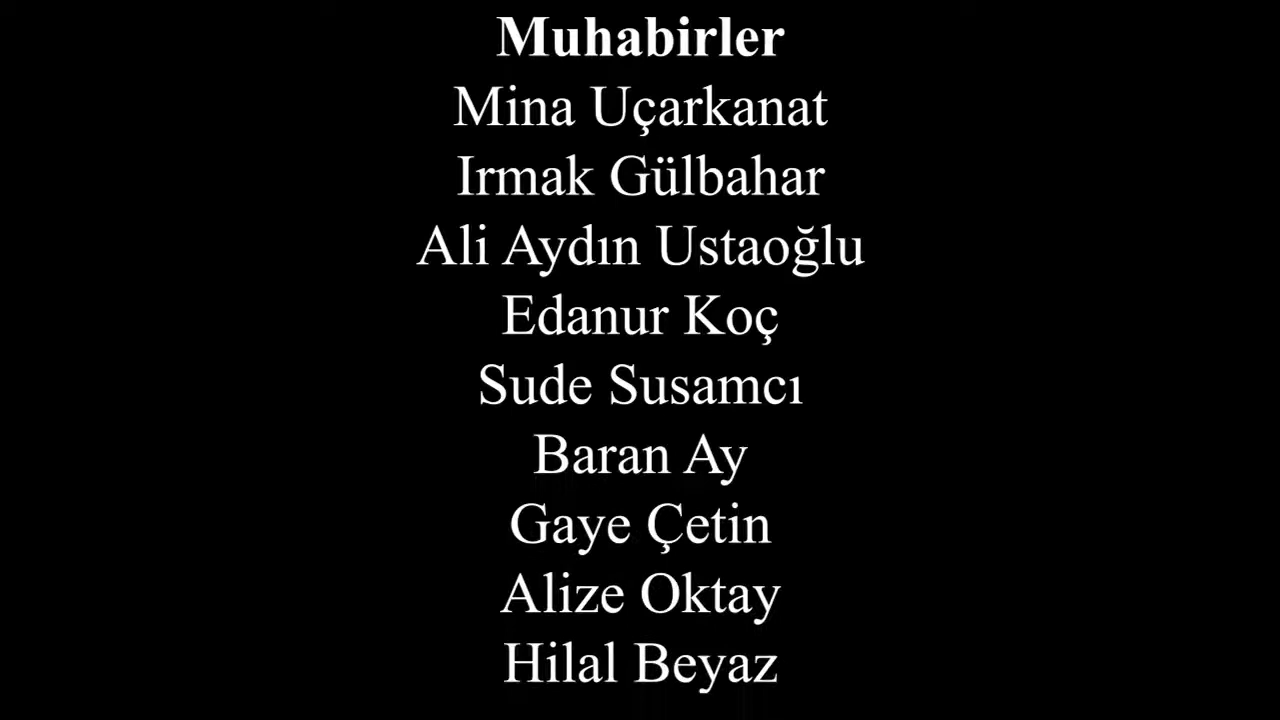 Muhabirler
Mina Uçarkanat
Irmak Gülbahar
Ali Aydın Ustaoğlu
Edanur Koç
Sude Susamcı
Baran Ay
Gaye Çetin
Alize Oktay
Hilal Beyaz